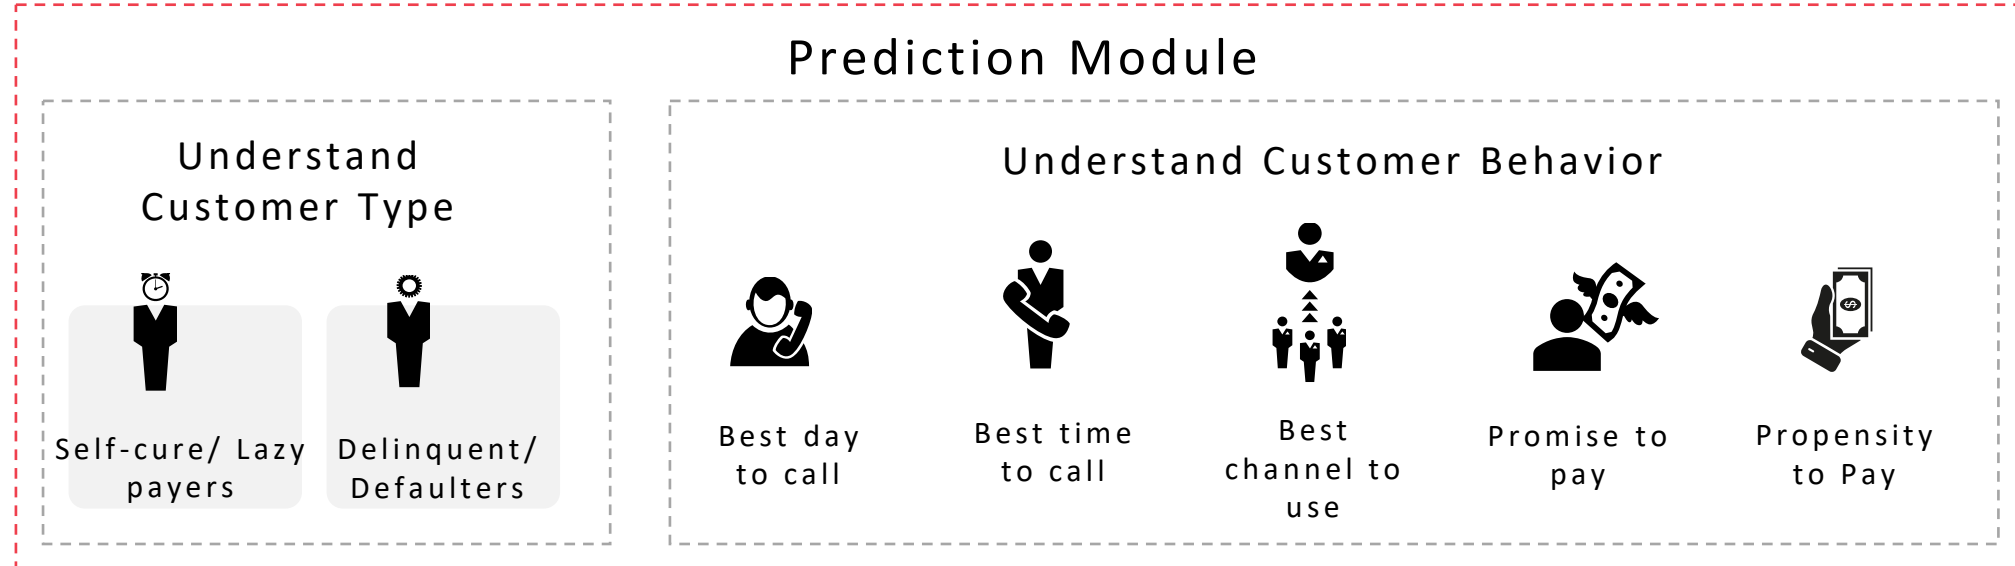 Prediction Module
Understand
Customer Type
Self-cure/ Lazy
payers
Delinquent/
Defaulters
Understand Customer Behavior
Best day
to call
Best time
to call
Best
channel to
use
Promise to
pay
Propensity
to Pay